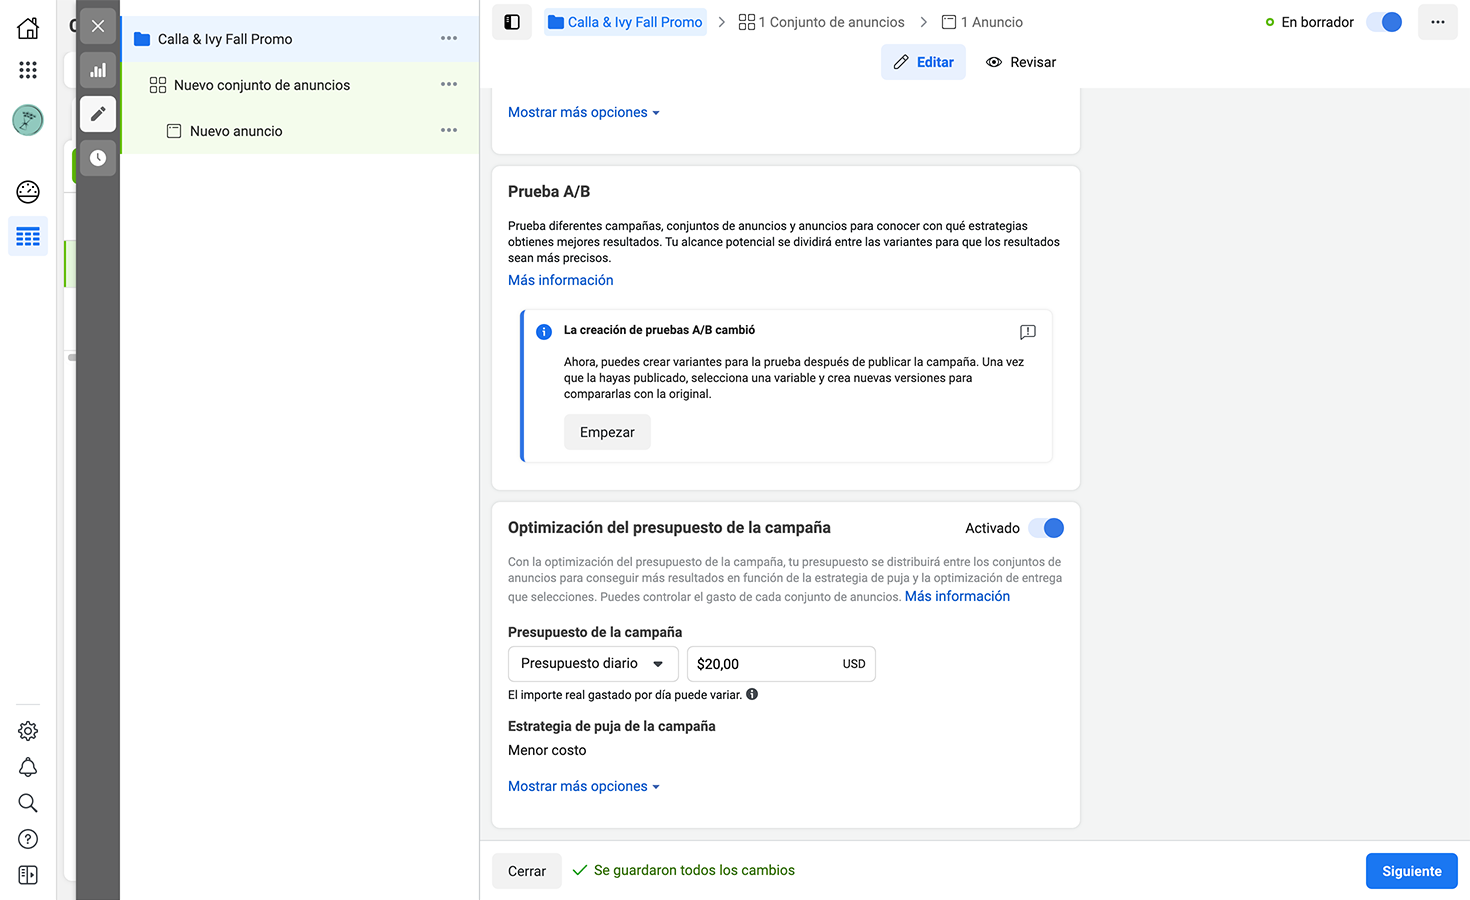 Calla & Ivy Fall Promo
Nuevo conjunto de anuncios
Nuevo anuncio
Calla & Ivy Fall Promo
1 Conjunto de anuncios
1 Anuncio
En borrador
Editar
Revisar
Mostrar más opciones
Prueba A/B
Prueba diferentes campañas, conjuntos de anuncios y anuncios para conocer con qué estrategias
obtienes mejores resultados. Tu alcance potencial se dividirá entre las variantes para que los resultados
sean más precisos.
Más información
La creación de pruebas A/B cambió
Ahora, puedes crear variantes para la prueba después de publicar la campaña. Una vez
que la hayas publicado, selecciona una variable y crea nuevas versiones para
compararlas con la original.
Empezar
Optimización del presupuesto de la campaña
Activado
Con la optimización del presupuesto de la campaña, tu presupuesto se distribuirá entre los conjuntos de
anuncios para conseguir más resultados en función de la estrategia de puja y la optimización de entrega
que selecciones. Puedes controlar el gasto de cada conjunto de anuncios. Más información
Presupuesto de la campaña
Presupuesto diario
$20,00 USD
El importe real gastado por día puede variar.
Estrategia de puja de la campaña
Menor costo
Mostrar más opciones
Cerrar
Se guardaron todos los cambios
Siguiente